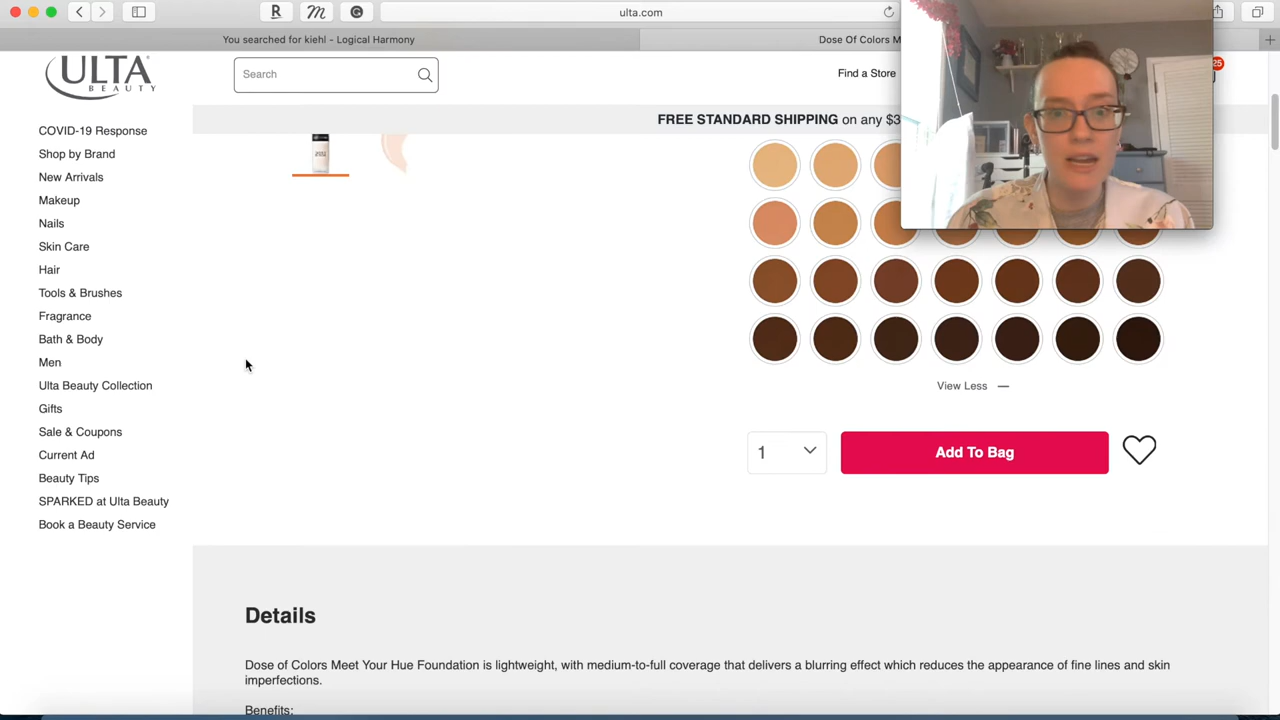 ulta.com
You searched for kiehl - Logical Harmony
Dose Of Colors M
ULTA
BEAUTY
Search
Find a Store
25
FREE STANDARD SHIPPING on any $3
COVID-19 Response
Shop by Brand
New Arrivals
Makeup
Nails
Skin Care
Hair
Tools & Brushes
Fragrance
Bath & Body
Men
Ulta Beauty Collection
Gifts
Sale & Coupons
Current Ad
Beauty Tips
SPARKED at Ulta Beauty
Book a Beauty Service
View Less
1
Add To Bag
Details
Dose of Colors Meet Your Hue Foundation is lightweight, with medium-to-full coverage that delivers a blurring effect which reduces the appearance of fine lines and skin
imperfections.
Benefits: